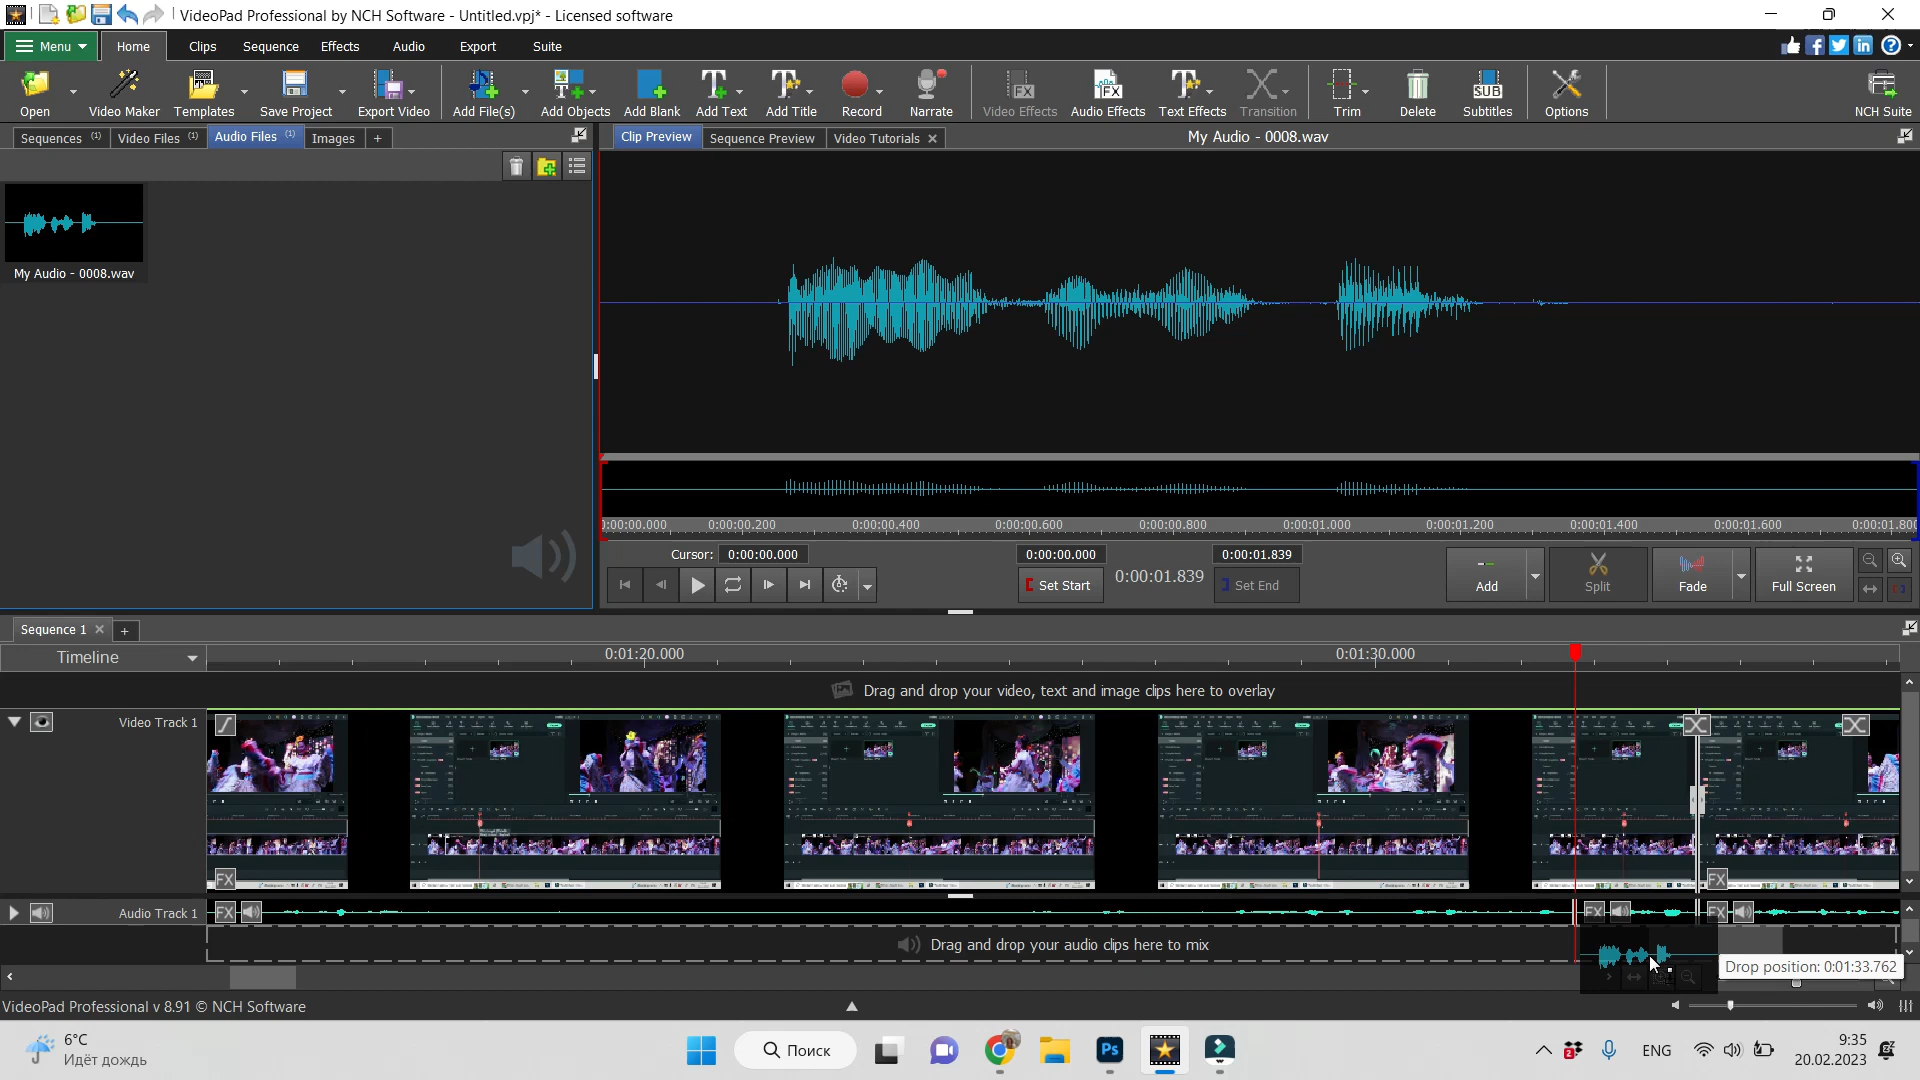 VideoPad Professional by NCH Software - Untitled.vpj* - Licensed software
Menu Home Clips Sequence Effects Audio Export Suite
Open Video Maker Templates Save Project Export Video Add File(s) Add Objects Add Blank Add Text Add Title Record Narrate Video Effects Audio Effects Text Effects Transition Trim Delete Subtitles Options NCH Suite
Sequences (1) Video Files (1) Audio Files (1) Images + Clip Preview Sequence Preview Video Tutorials My Audio - 0008.wav
My Audio - 0008.wav
0:00:00.000 0:00:00.200 0:00:00.400 0:00:00.600 0:00:00.800 0:00:01.000 0:00:01.200 0:00:01.400 0:00:01.600 0:00:01.800
Cursor: 0:00:00.000 0:00:00.000 0:00:01.839
Set Start 0:00:01.839 Set End Add Split Fade Full Screen
Sequence 1 +
Timeline 0:01:20.000 0:01:30.000
Drag and drop your video, text and image clips here to overlay
Video Track 1
FX FX
Audio Track 1 FX FX FX
Drag and drop your audio clips here to mix
Drop position: 0:01:33.762
VideoPad Professional v 8.91 © NCH Software
6°C
Идёт дождь
Поиск
Ps
2
ENG
9:35
20.02.2023